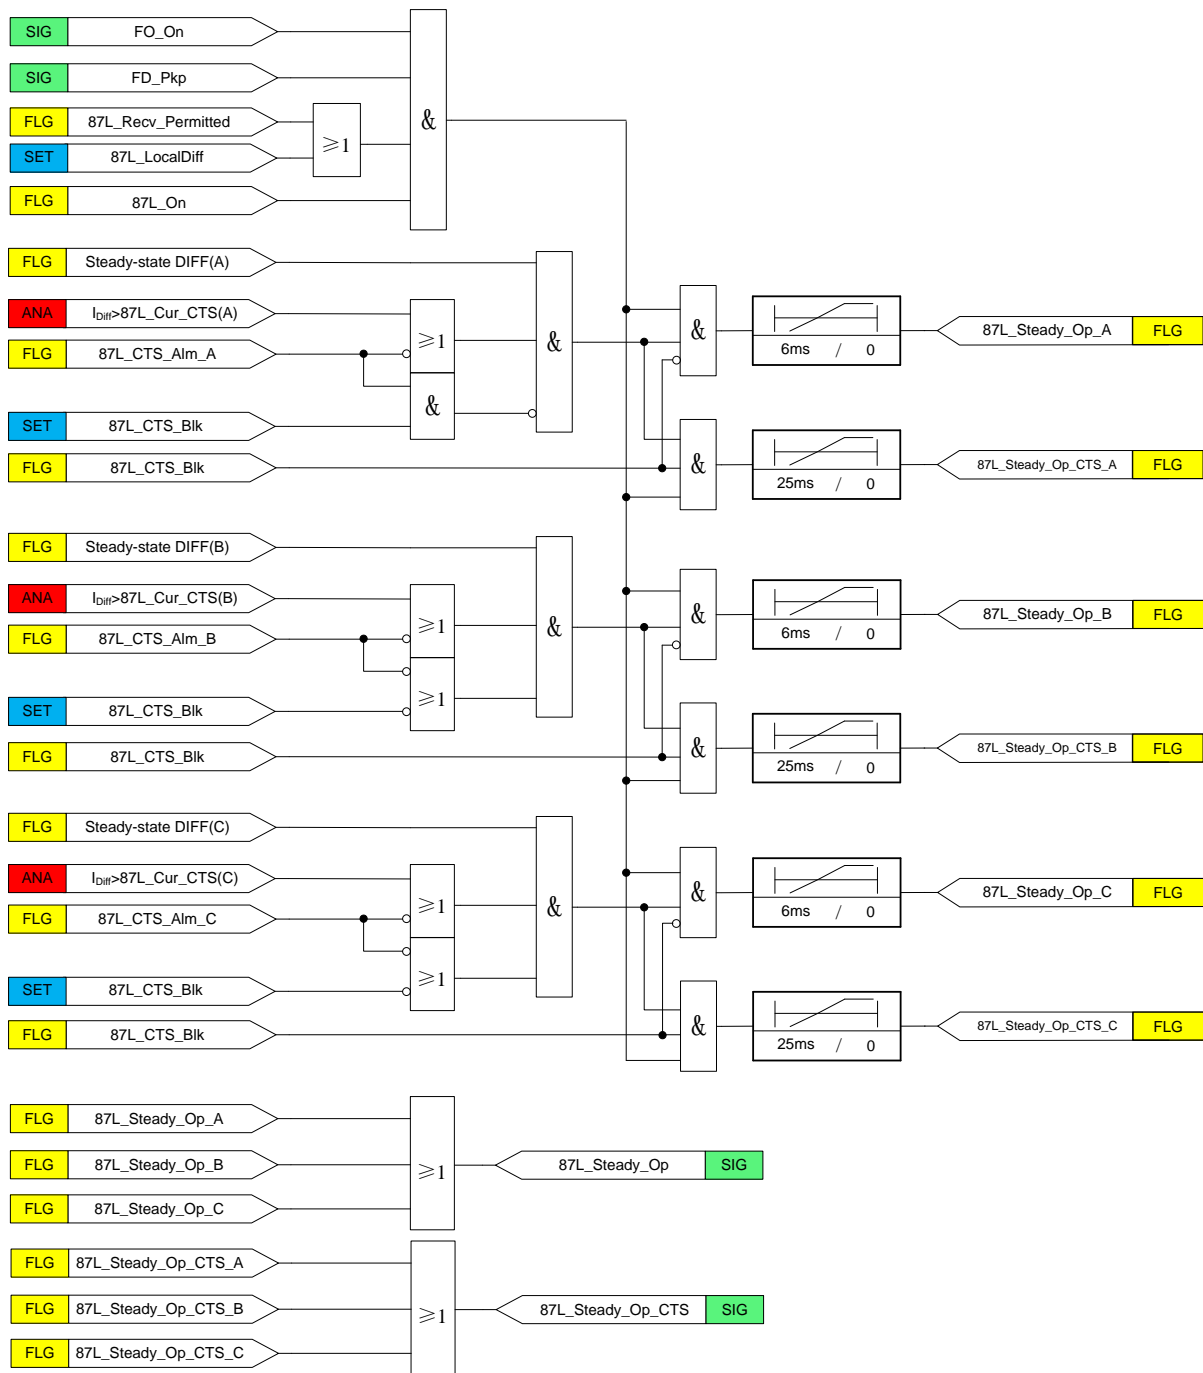 SIG FO_On
SIG FD_Pkp
&
FLG 87L_Recv_Permitted
≥1
SET 87L_LocalDiff
FLG 87L_On
FLG Steady-state DIFF(A)
ANA IDiff>87L_Cur_CTS(A)
≥1
&
&
87L_Steady_Op_A FLG
FLG 87L_CTS_Alm_A
6ms / 0
&
SET 87L_CTS_Blk
FLG 87L_CTS_Blk
&
87L_Steady_Op_CTS_A FLG
25ms / 0
FLG Steady-state DIFF(B)
ANA IDiff>87L_Cur_CTS(B)
≥1
&
&
87L_Steady_Op_B FLG
FLG 87L_CTS_Alm_B
6ms / 0
≥1
SET 87L_CTS_Blk
FLG 87L_CTS_Blk
&
87L_Steady_Op_CTS_B FLG
25ms / 0
FLG Steady-state DIFF(C)
ANA IDiff>87L_Cur_CTS(C)
≥1
&
&
87L_Steady_Op_C FLG
FLG 87L_CTS_Alm_C
6ms / 0
≥1
SET 87L_CTS_Blk
FLG 87L_CTS_Blk
&
87L_Steady_Op_CTS_C FLG
25ms / 0
FLG 87L_Steady_Op_A
FLG 87L_Steady_Op_B
≥1
87L_Steady_Op SIG
FLG 87L_Steady_Op_C
FLG 87L_Steady_Op_CTS_A
FLG 87L_Steady_Op_CTS_B
≥1
87L_Steady_Op_CTS SIG
FLG 87L_Steady_Op_CTS_C